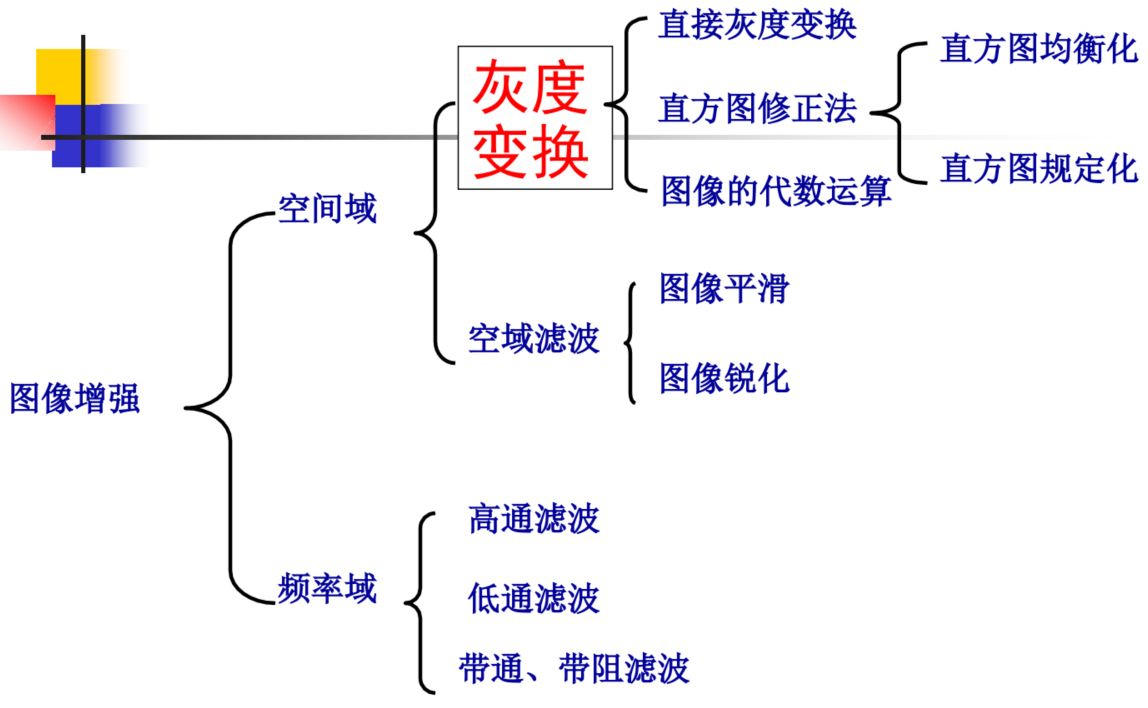 直接灰度变换
直方图均衡化
灰度
变换
直方图修正法
直方图规定化
图像的代数运算
空间域
图像平滑
空域滤波
图像锐化
图像增强
高通滤波
频率域
低通滤波
带通、带阻滤波